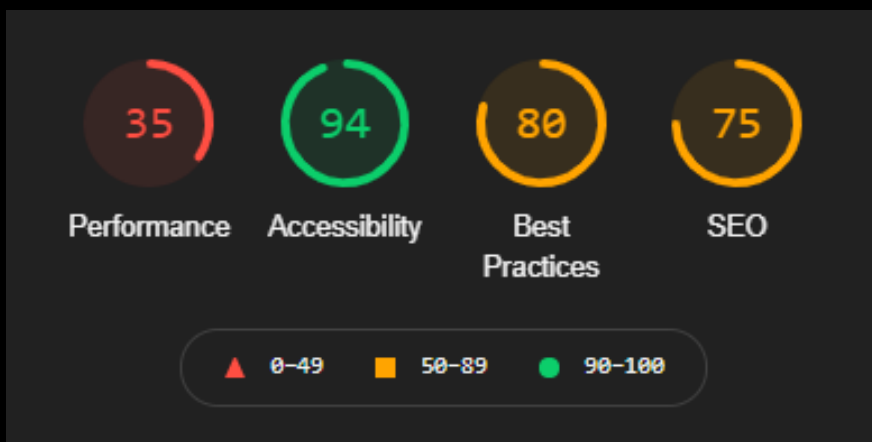 35 94 80 75
Performance Accessibility Best SEO
Practices
0–49 50–89 90–100